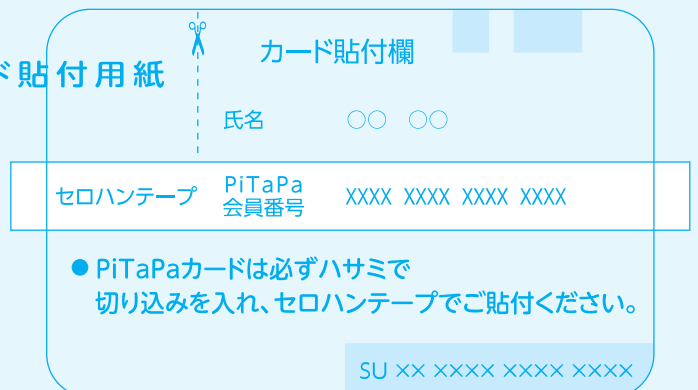 カード貼付欄
ド貼付用紙
氏名 ○○ ○○
セロハンテープ PiTaPa 会員番号 XXXX XXXX XXXX XXXX
●PiTaPaカードは必ずハサミで
切り込みを入れ、セロハンテープでご貼付ください。
SU ×× ×××× ×××× ××××